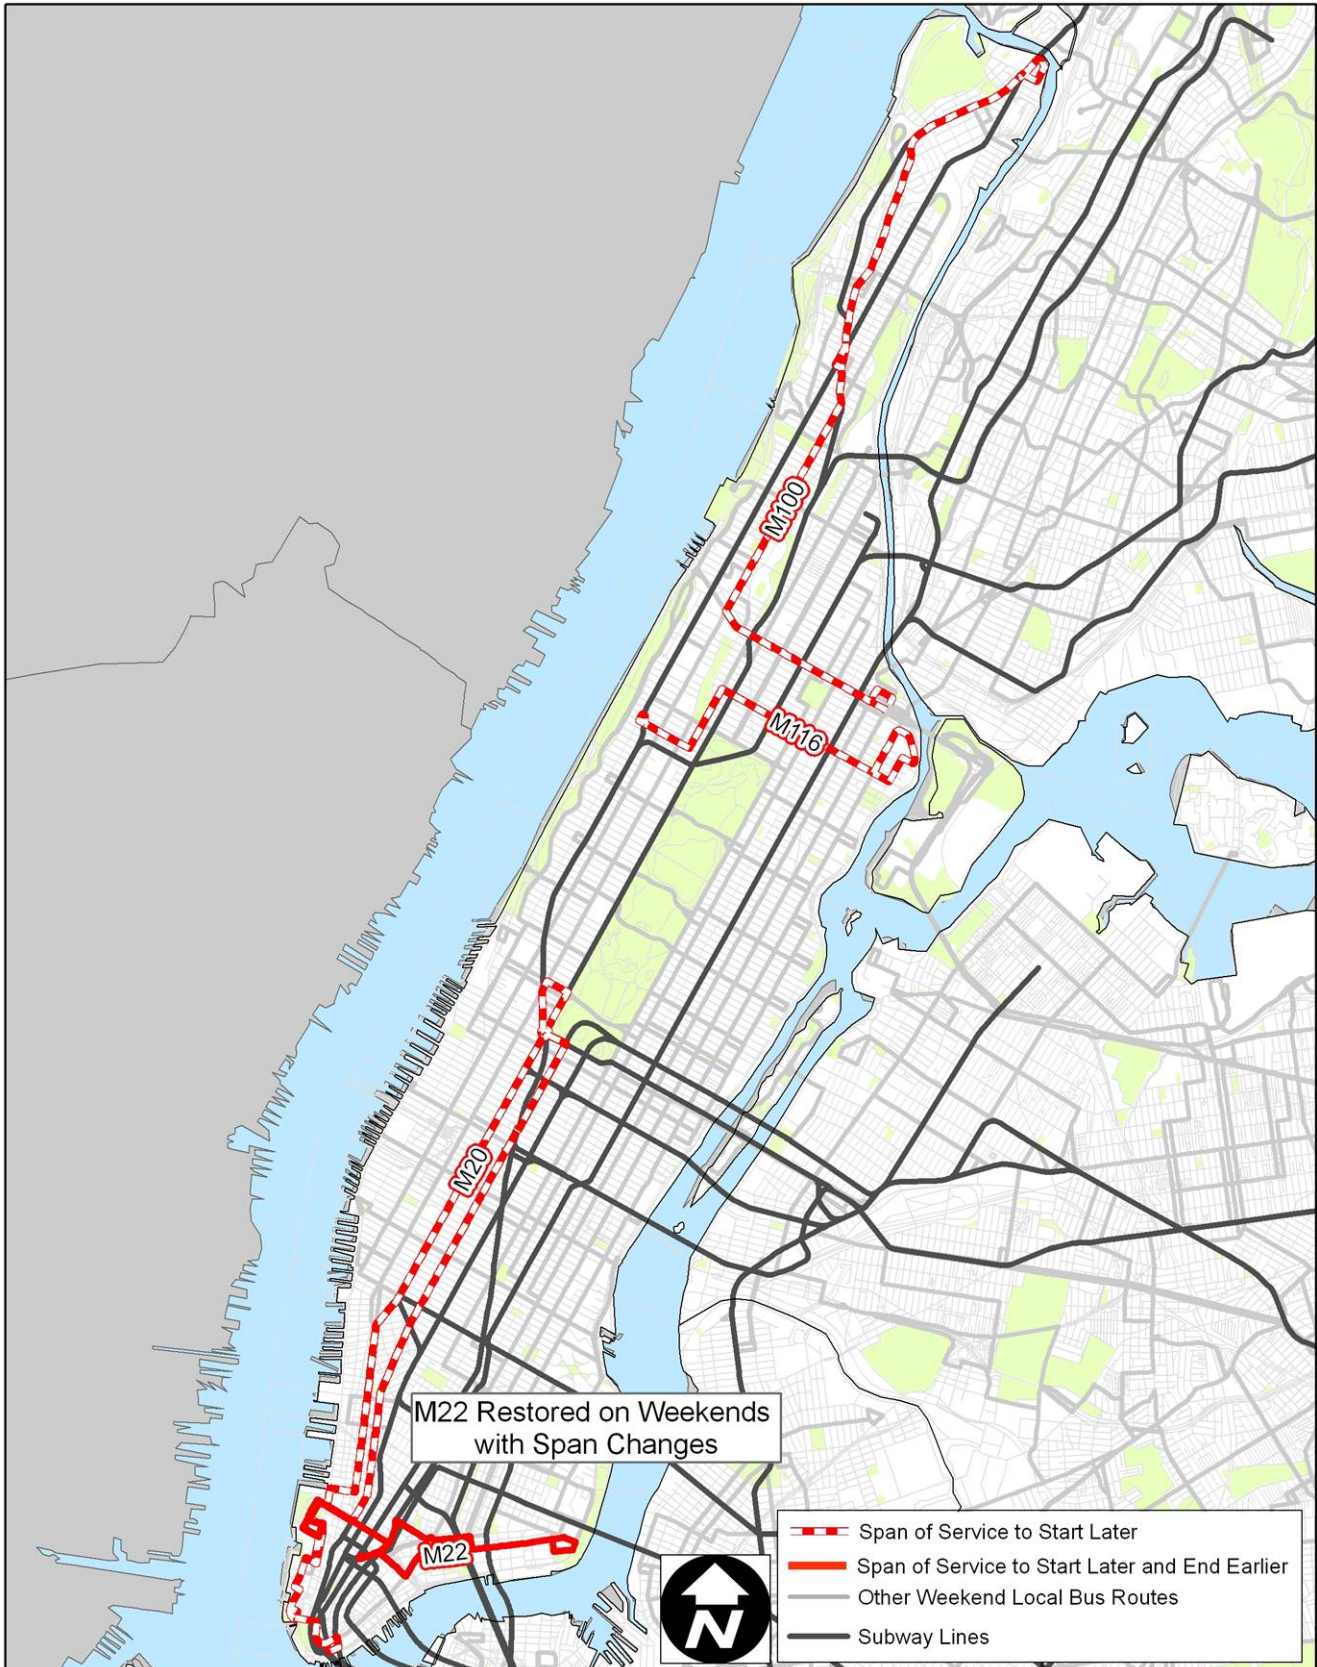 M100
M116
M20
M22 Restored on Weekends
with Span Changes
M22
N
Span of Service to Start Later
Span of Service to Start Later and End Earlier
Other Weekend Local Bus Routes
Subway Lines